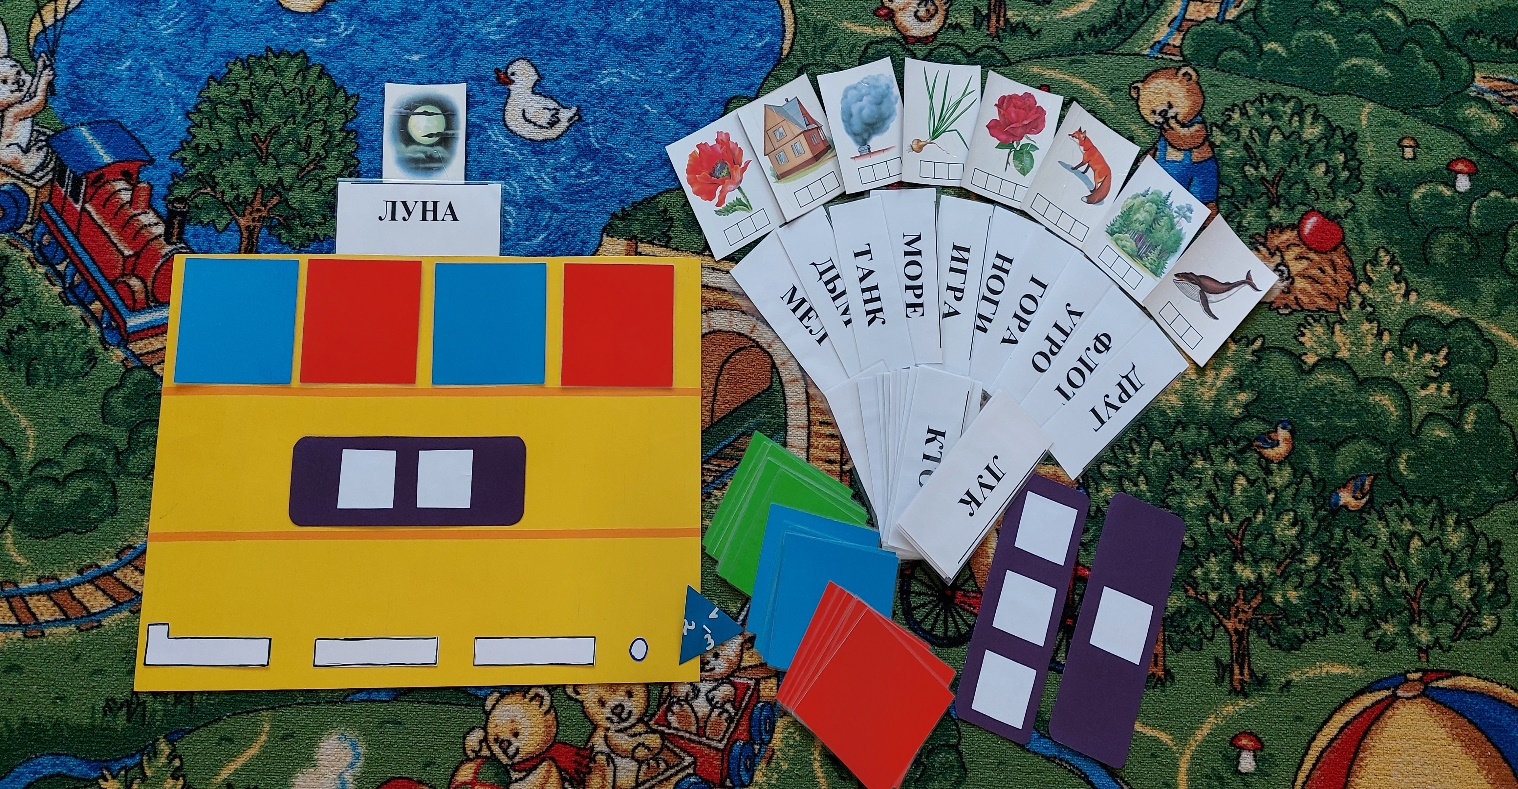 ЛУНА
МЕЛ
ДЫМ
ТАНК
МОРЕ
ИГРА
НОГИ
ГОРА
УТРО
ФЛОТ
ДРУГ
КТО
ЛУК